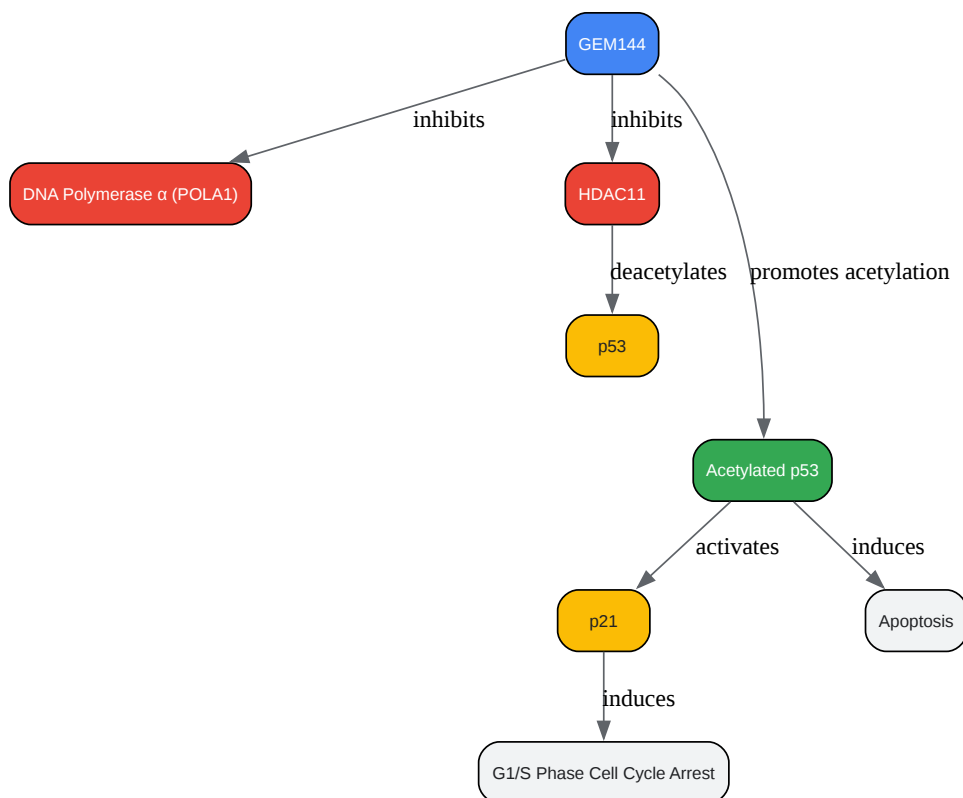 GEM144
inhibits
inhibits
DNA Polymerase α (POLA1)
HDAC11
deacetylates
promotes acetylation
p53
Acetylated p53
activates
induces
p21
Apoptosis
induces
G1/S Phase Cell Cycle Arrest